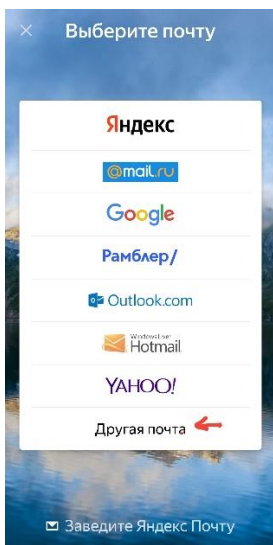 Выберите почту
Яндекс
@mail.ru
Google
Рамблер/
Outlook.com
Windows Live
Hotmail
YAHOO!
Другая почта
Заведите Яндекс Почту